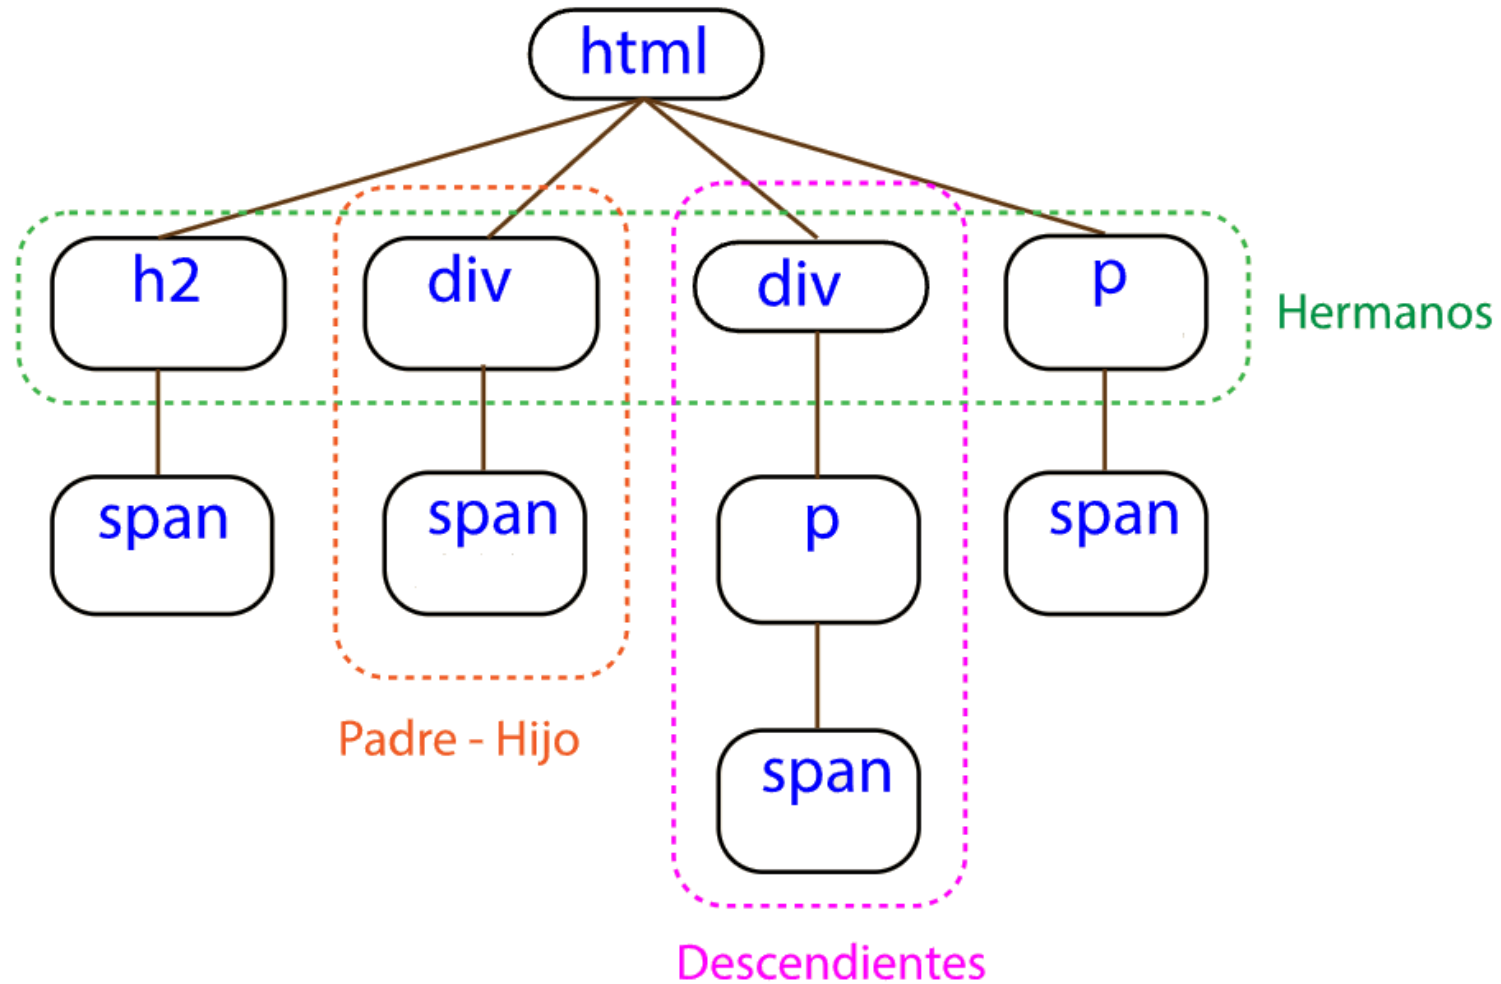 html
h2
div
div
p
Hermanos
span
span
p
span
Padre - Hijo
span
Descendientes